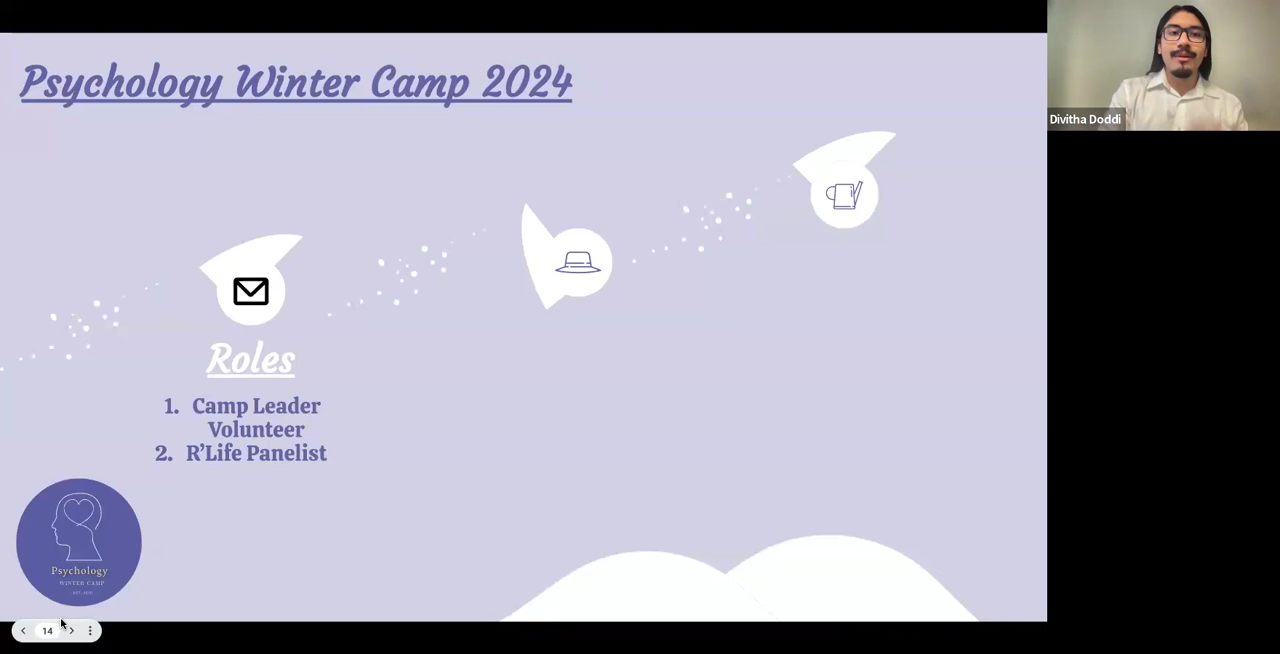 Psychology Winter Camp 2024
Divitha Doddi
Roles
1. Camp Leader
Volunteer
2. R'Life Panelist
Psychology
WINTER CAMP
14